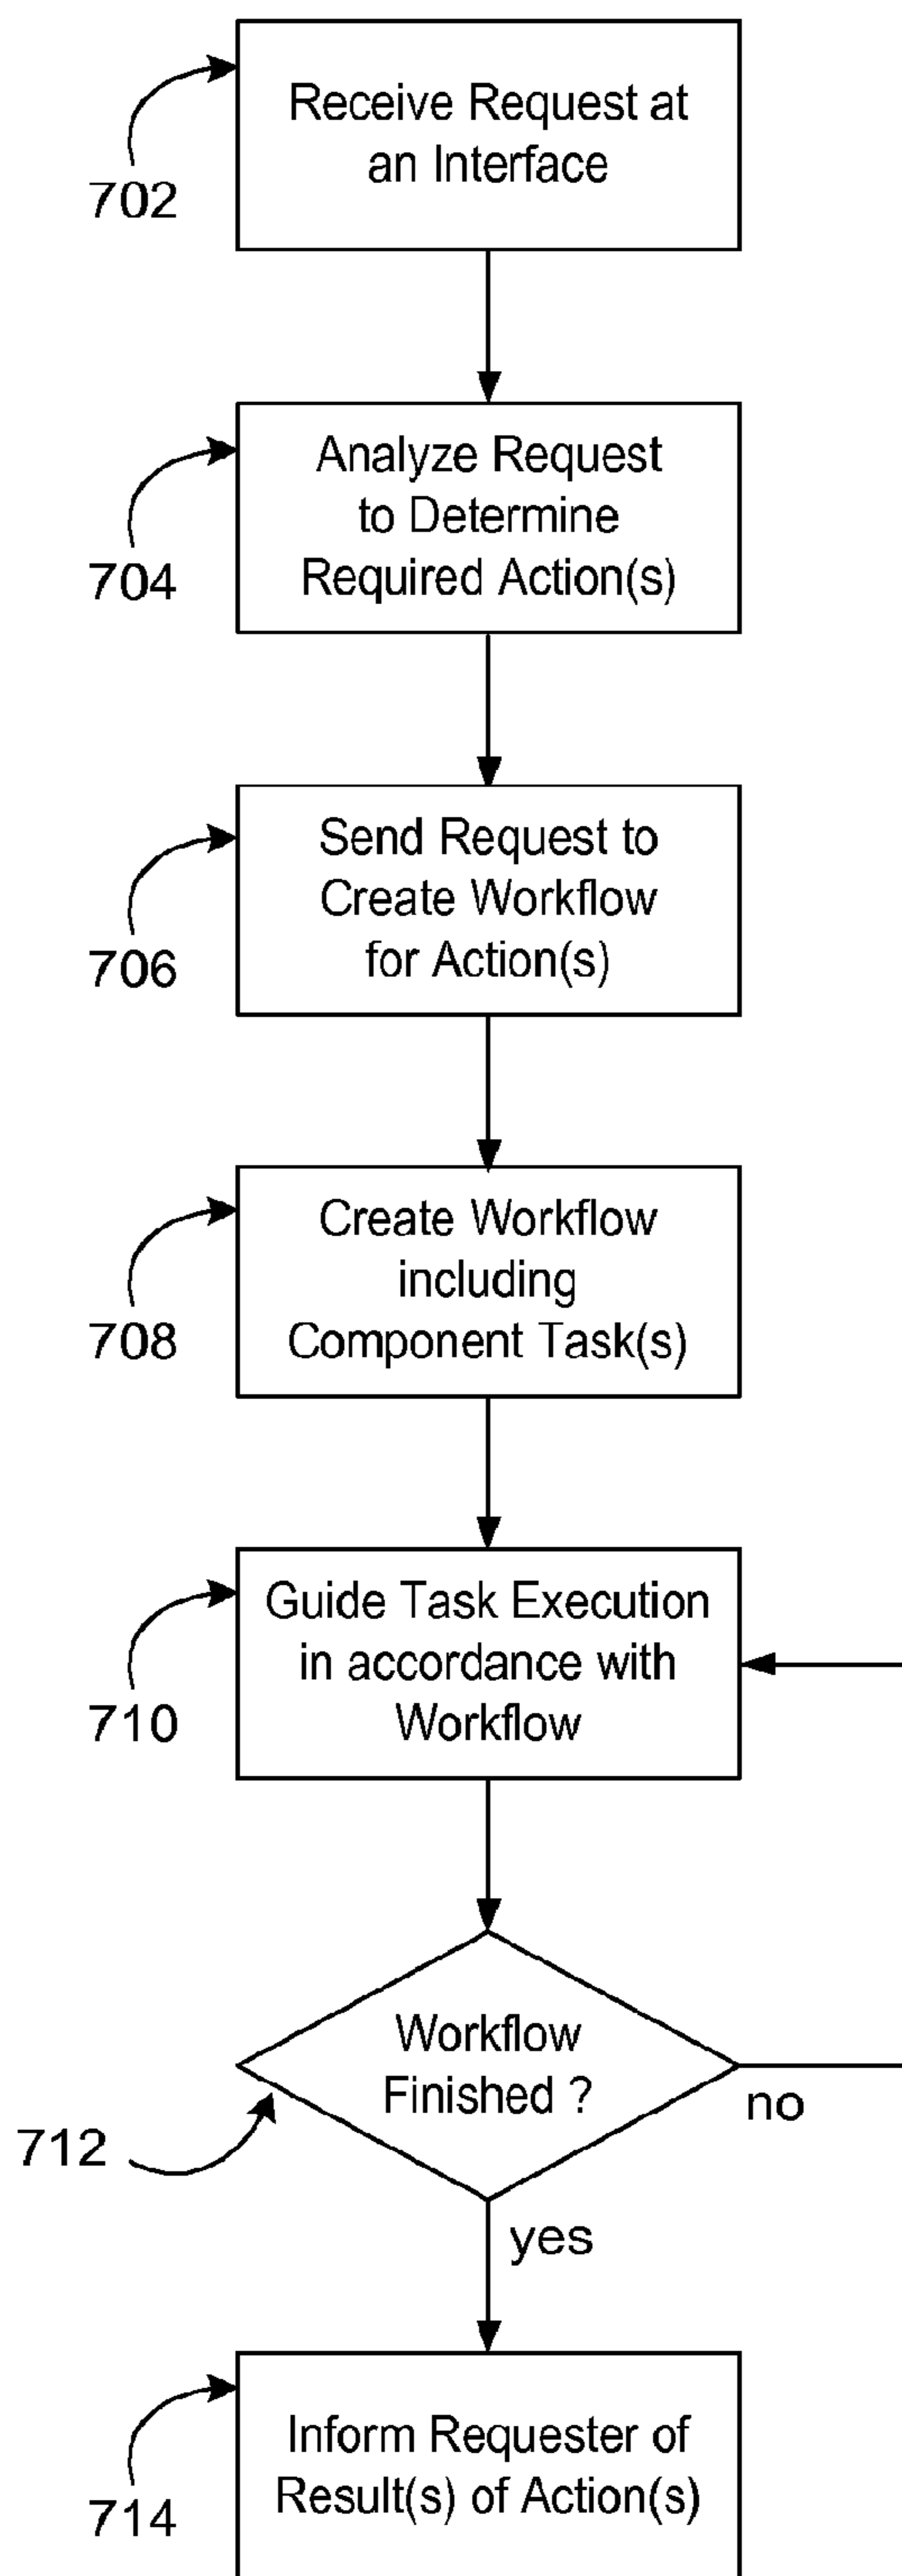 Receive Request at
an Interface
702
Analyze Request
to Determine
Required Action(s)
704
Send Request to
Create Workflow
for Action(s)
706
Create Workflow
including
Component Task(s)
708
Guide Task Execution
in accordance with
Workflow
710
Workflow
Finished ?
no
712
yes
Inform Requester of
Result(s) of Action(s)
714